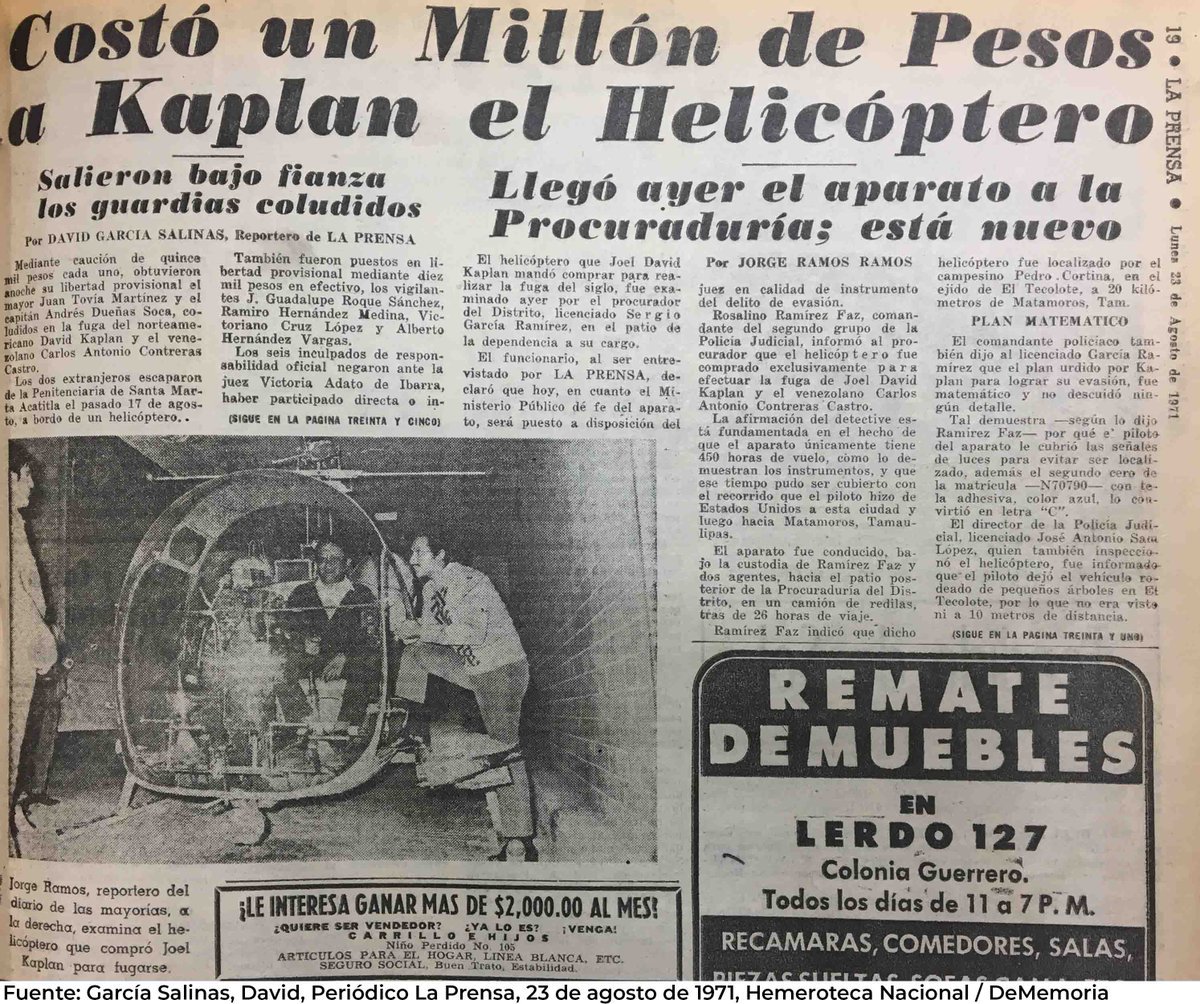 Costó un Millón de Pesos
a Kaplan el Helicóptero
19 • LA PRENSA • Lunes 23 de Agosto de 1971
Salieron bajo fianza
los guardias coludidos
Por DAVID GARCIA SALINAS, Reportero de LA PRENSA
Mediante caución de quince
mil pesos cada uno, obtuvieron
anoche su libertad provisional el
mayor Juan Tovía Martínez y el
capitán Andrés Dueñas Soca, co-
ludidos en la fuga del norteame-
ricano David Kaplan y el vene-
zolano Carlos Antonio Contreras
Castro.
Los dos extranjeros escaparon
de la Penitenciaría de Santa Mar-
ta Acatitla el pasado 17 de agos-
to, a bordo de un helicóptero..
También fueron puestos en li-
bertad provisional mediante diez
mil pesos en efectivo, los vigilan-
tes J. Guadalupe Roque Sánchez,
Ramiro Hernández Medina, Vic-
toriano Cruz López y Alberto
Hernández Vargas.
Los seis inculpados de respon-
sabilidad oficial negaron ante la
juez Victoria Adato de Ibarra,
haber participado directa o in-
(SIGUE EN LA PAGINA TREINTA Y CINCO)
Llegó ayer el aparato a la
Procuraduría; está nuevo
El helicóptero que Joel David
Kaplan mandó comprar para rea-
lizar la fuga del siglo, fue exa-
minado ayer por el procurador
del Distrito, licenciado Sergio
García Ramírez, en el patio de
la dependencia a su cargo.
El funcionario, al ser entre-
vistado por LA PRENSA, de-
claró que hoy, en cuanto el Mi-
nisterio Público dé fe del apara-
to, será puesto a disposición del
Por JORGE RAMOS RAMOS
juez en calidad de instrumento
del delito de evasión.
Rosalino Ramírez Faz, coman-
dante del segundo grupo de la
Policía Judicial, informó al pro-
curador que el helicóptero fue
comprado exclusivamente para
efectuar la fuga de Joel David
Kaplan y el venezolano Carlos
Antonio Contreras Castro.
La afirmación del detective es-
tá fundamentada en el hecho de
que el aparato únicamente tiene
450 horas de vuelo, como lo de-
muestran los instrumentos, y que
ese tiempo pudo ser cubierto con
el recorrido que el piloto hizo de
Estados Unidos a esta ciudad y
luego hacia Matamoros, Tamau-
lipas.
El aparato fue conducido, ba-
jo la custodia de Ramírez Faz y
dos agentes, hacia el patio pos-
terior de la Procuraduría del Dis-
trito, en un camión de redilas,
tras de 26 horas de viaje.
Ramírez Faz indicó que dicho
helicóptero fue localizado por el
campesino Pedro Cortina, en el
ejido de El Tecolote, a 20 kiló-
metros de Matamoros, Tam.
PLAN MATEMATICO
El comandante policíaco tam-
bién dijo al licenciado García Ra-
mírez que el plan urdido por Ka-
plan para lograr su evasión, fue
matemático y no descuidó nin-
gún detalle.
Tal demuestra —según lo dijo
Ramírez Faz— por qué e' piloto
del aparato le cubrió las señales
de luces para evitar ser locali-
zado, además el segundo cero de
la matrícula —N70790— con te-
la adhesiva, color azul, lo con-
virtió en letra "C".
El director de la Policía Judi-
cial, licenciado José Antonio Sam
López, quien también inspeccio-
nó el helicóptero, fue informado
que el piloto dejó el vehículo ro-
deado de pequeños árboles en El
Tecolote, por lo que no era visto
ni a 10 metros de distancia.
(SIGUE EN LA PAGINA TREINTA Y UNO)
Jorge Ramos, reportero del
diario de las mayorías, a
la derecha, examina el he-
licóptero que compró Joel
Kaplan para fugarse.
¡LE INTERESA GANAR MAS DE $2,000.00 AL MES!
¿QUIERE SER VENDEDOR? ¿YA LO ES? ¡VENGA!
CARRILLO E HIJOS
Niño Perdido No. 105
ARTICULOS PARA EL HOGAR, LINEA BLANCA, ETC.
SEGURO SOCIAL, Buen Trato, Estabilidad.
REMATE
DE MUEBLES
EN
LERDO 127
Colonia Guerrero.
Todos los días de 11 a 7 P. M.
RECAMARAS, COMEDORES, SALAS,
PIEZAS SUELTAS, SOFAS
Fuente: García Salinas, David, Periódico La Prensa, 23 de agosto de 1971, Hemeroteca Nacional / DeMemoria